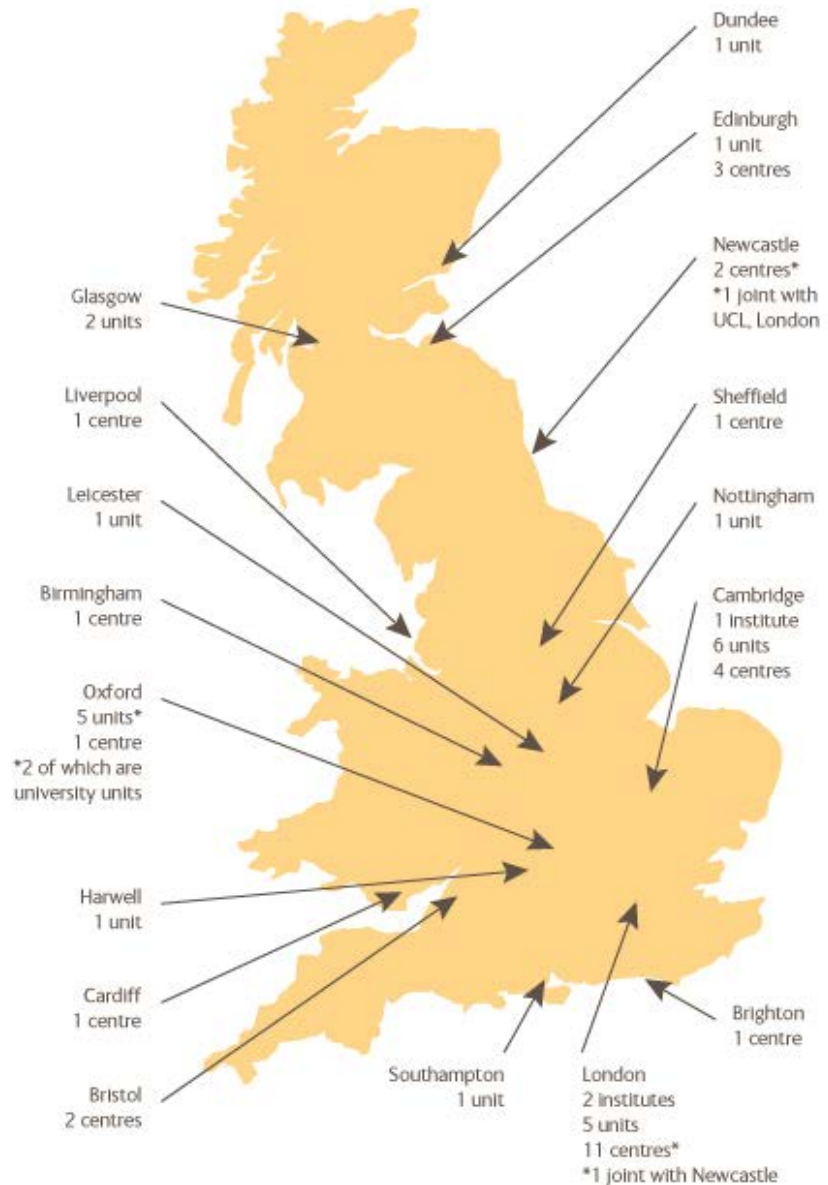 Dundee
1 unit
Edinburgh
1 unit
3 centres
Newcastle
2 centres*
*1 joint with
UCL, London
Glasgow
2 units
Liverpool
1 centre
Sheffield
1 centre
Leicester
1 unit
Nottingham
1 unit
Birmingham
1 centre
Cambridge
1 institute
6 units
4 centres
Oxford
5 units*
1 centre
*2 of which are
university units
Harwell
1 unit
Cardiff
1 centre
Brighton
1 centre
Bristol
2 centres
Southampton
1 unit
London
2 institutes
5 units
11 centres*
*1 joint with Newcastle